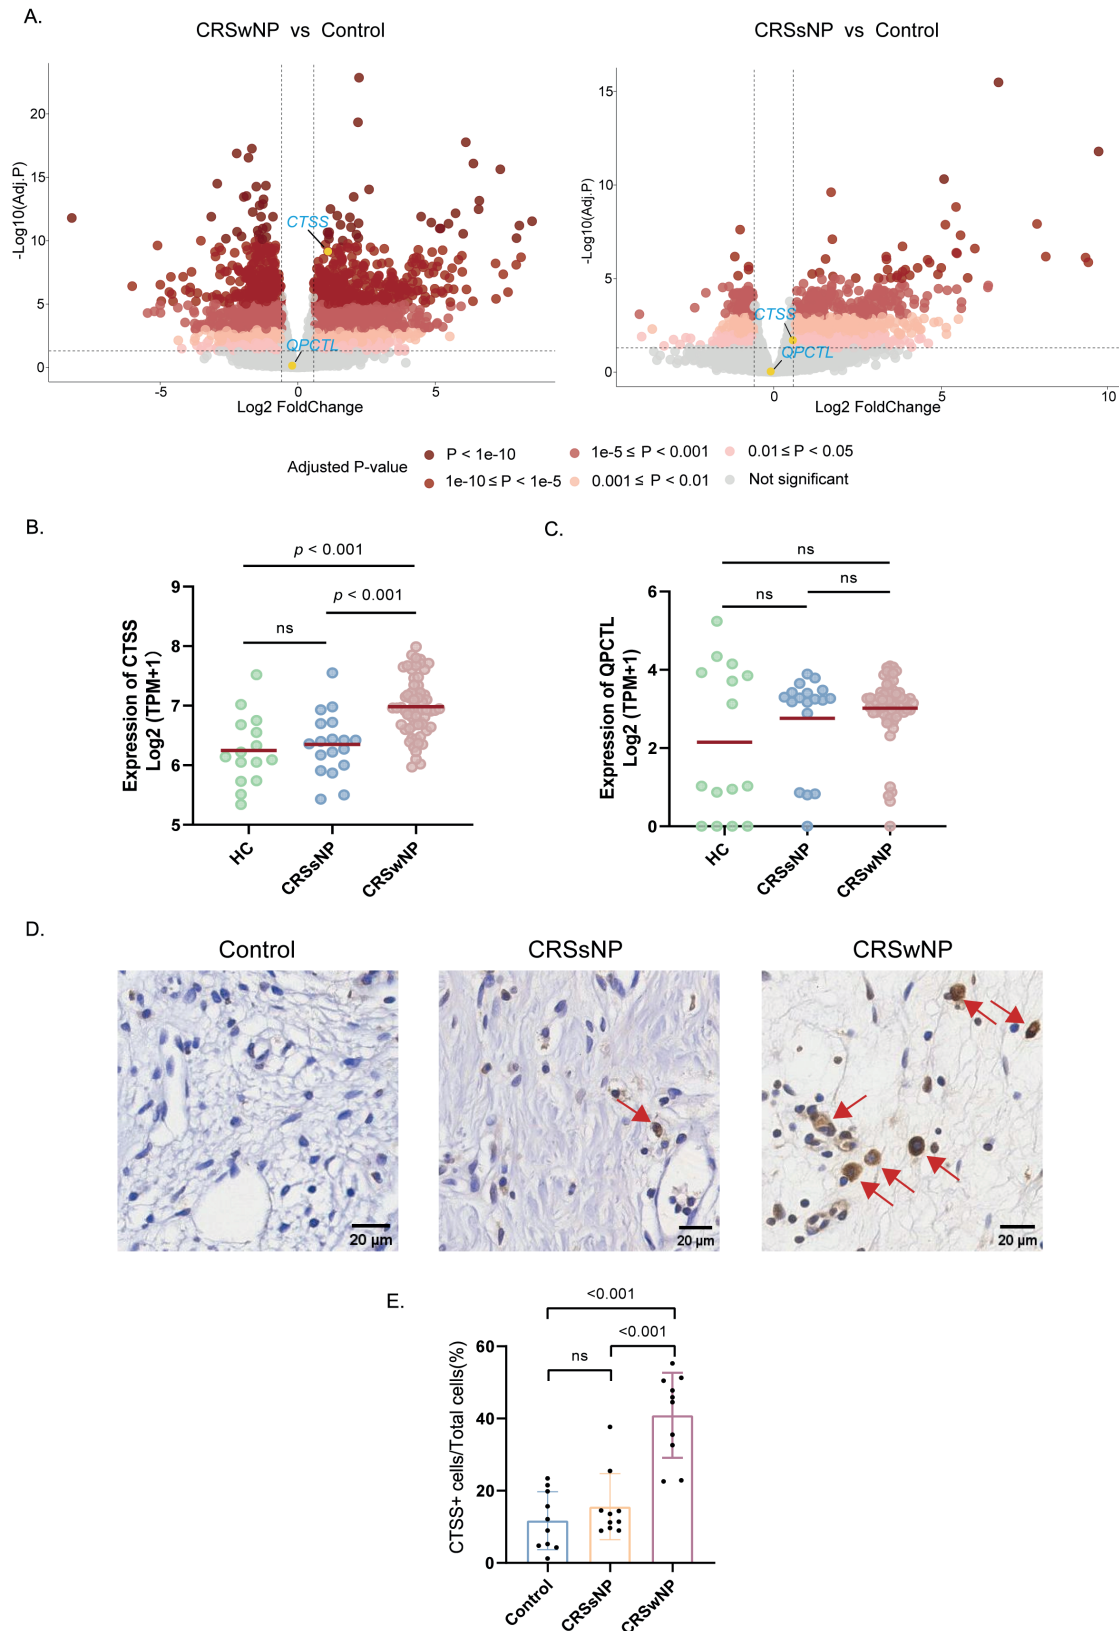 A.
CRSwNP vs Control
CRSsNP vs Control
-Log10(Adj.P)
20
15
10
5
0
CTSS
QPCTL
-5
0
5
Log2 FoldChange
-Log10(Adj.P)
15
10
5
0
CTSS
QPCTL
0
5
10
Log2 FoldChange
Adjusted P-value
P < 1e-10
1e-5 ≤ P < 0.001
0.01 ≤ P < 0.05
1e-10 ≤ P < 1e-5
0.001 ≤ P < 0.01
Not significant
B.
p < 0.001
p < 0.001
ns
Expression of CTSS
Log2 (TPM+1)
9
8
7
6
5
HC
CRSsNP
CRSwNP
C.
ns
ns
ns
Expression of QPCTL
Log2 (TPM+1)
6
4
2
0
HC
CRSsNP
CRSwNP
D.
Control
CRSsNP
CRSwNP
20 µm
20 µm
20 µm
E.
<0.001
<0.001
ns
CTSS+ cells/Total cells(%)
60
40
20
0
Control
CRSsNP
CRSwNP